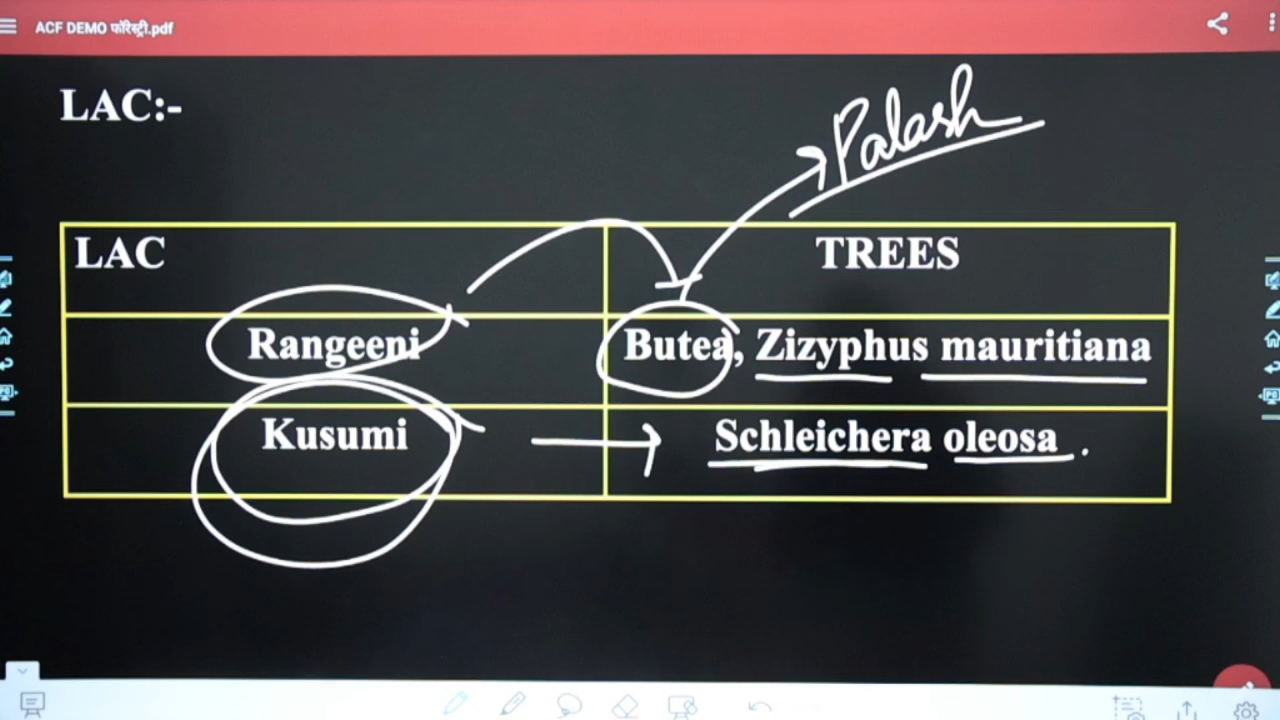 ACF DEMO फॉरेस्ट्री.pdf
LAC:-
Palash
LAC TREES
Rangeeni Butea, Zizyphus mauritiana
Kusumi Schleichera oleosa